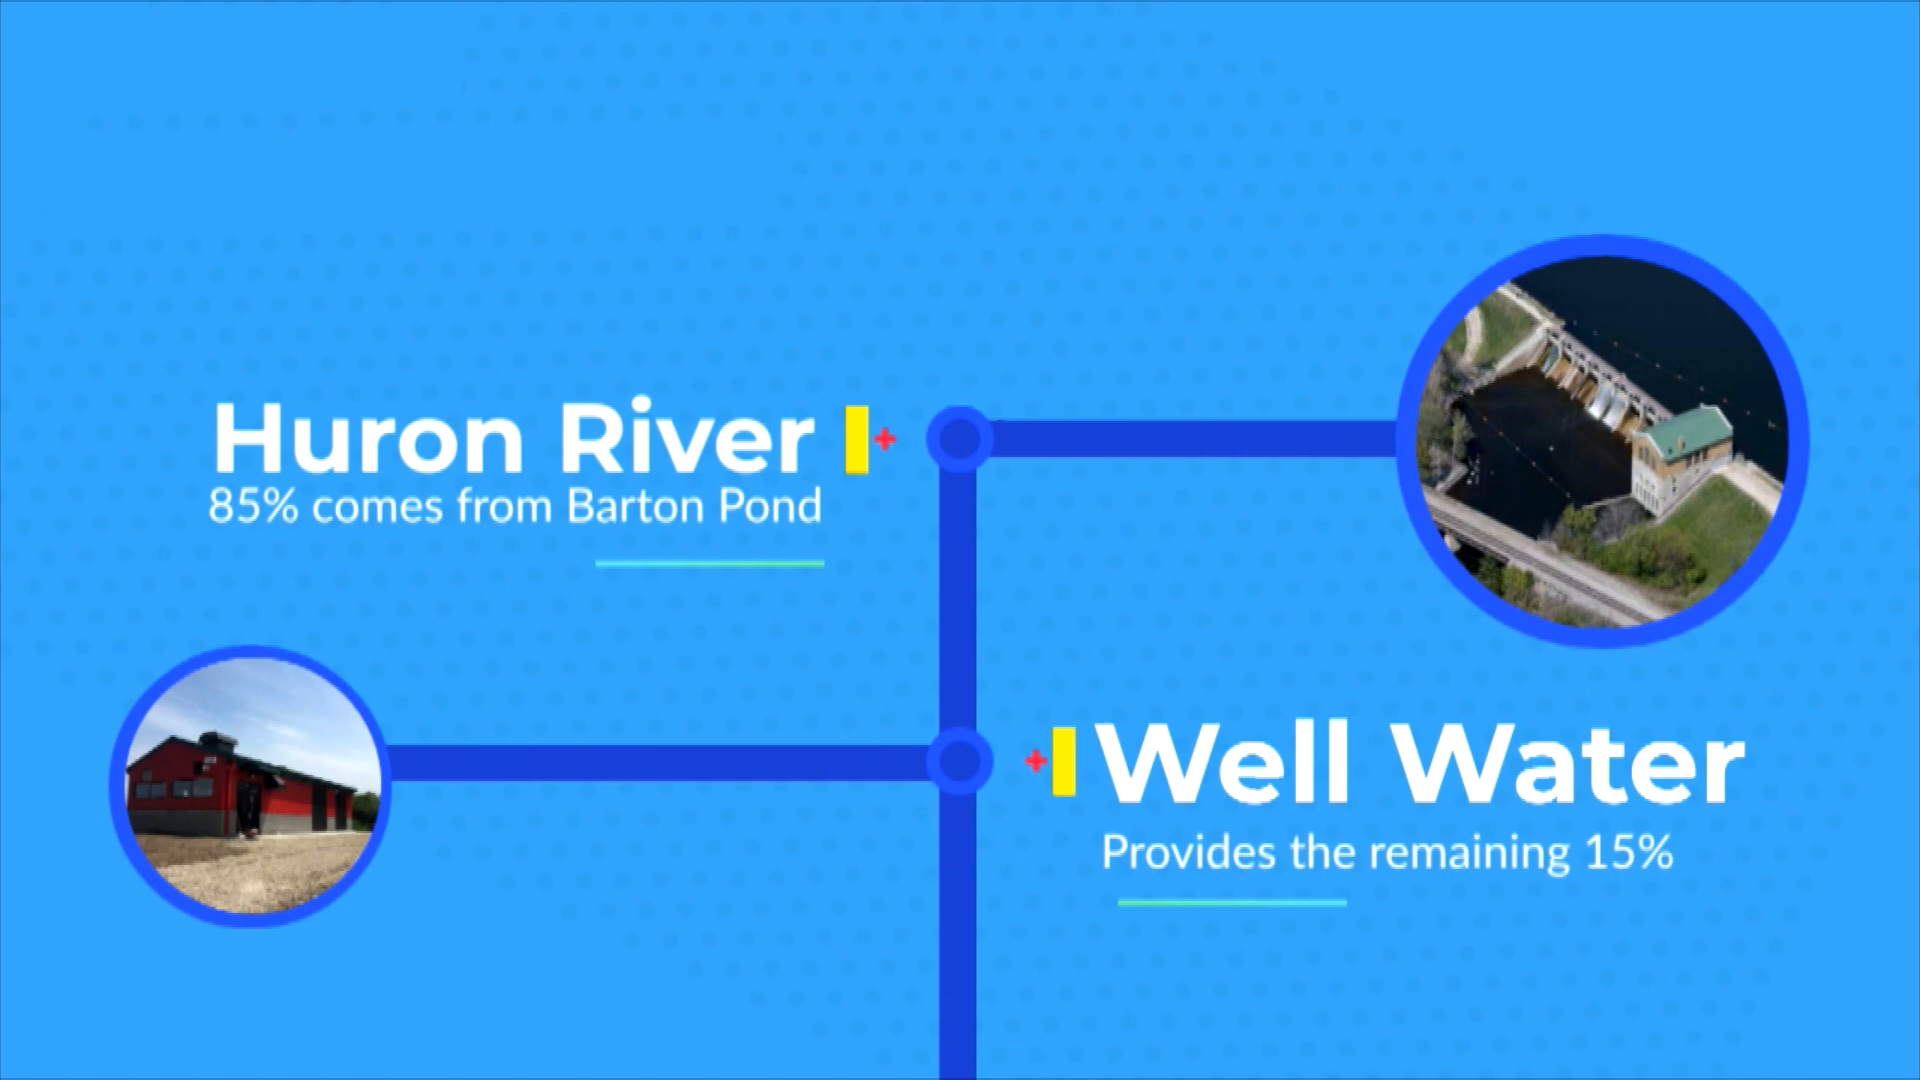 Huron River
85% comes from Barton Pond
Well Water
Provides the remaining 15%